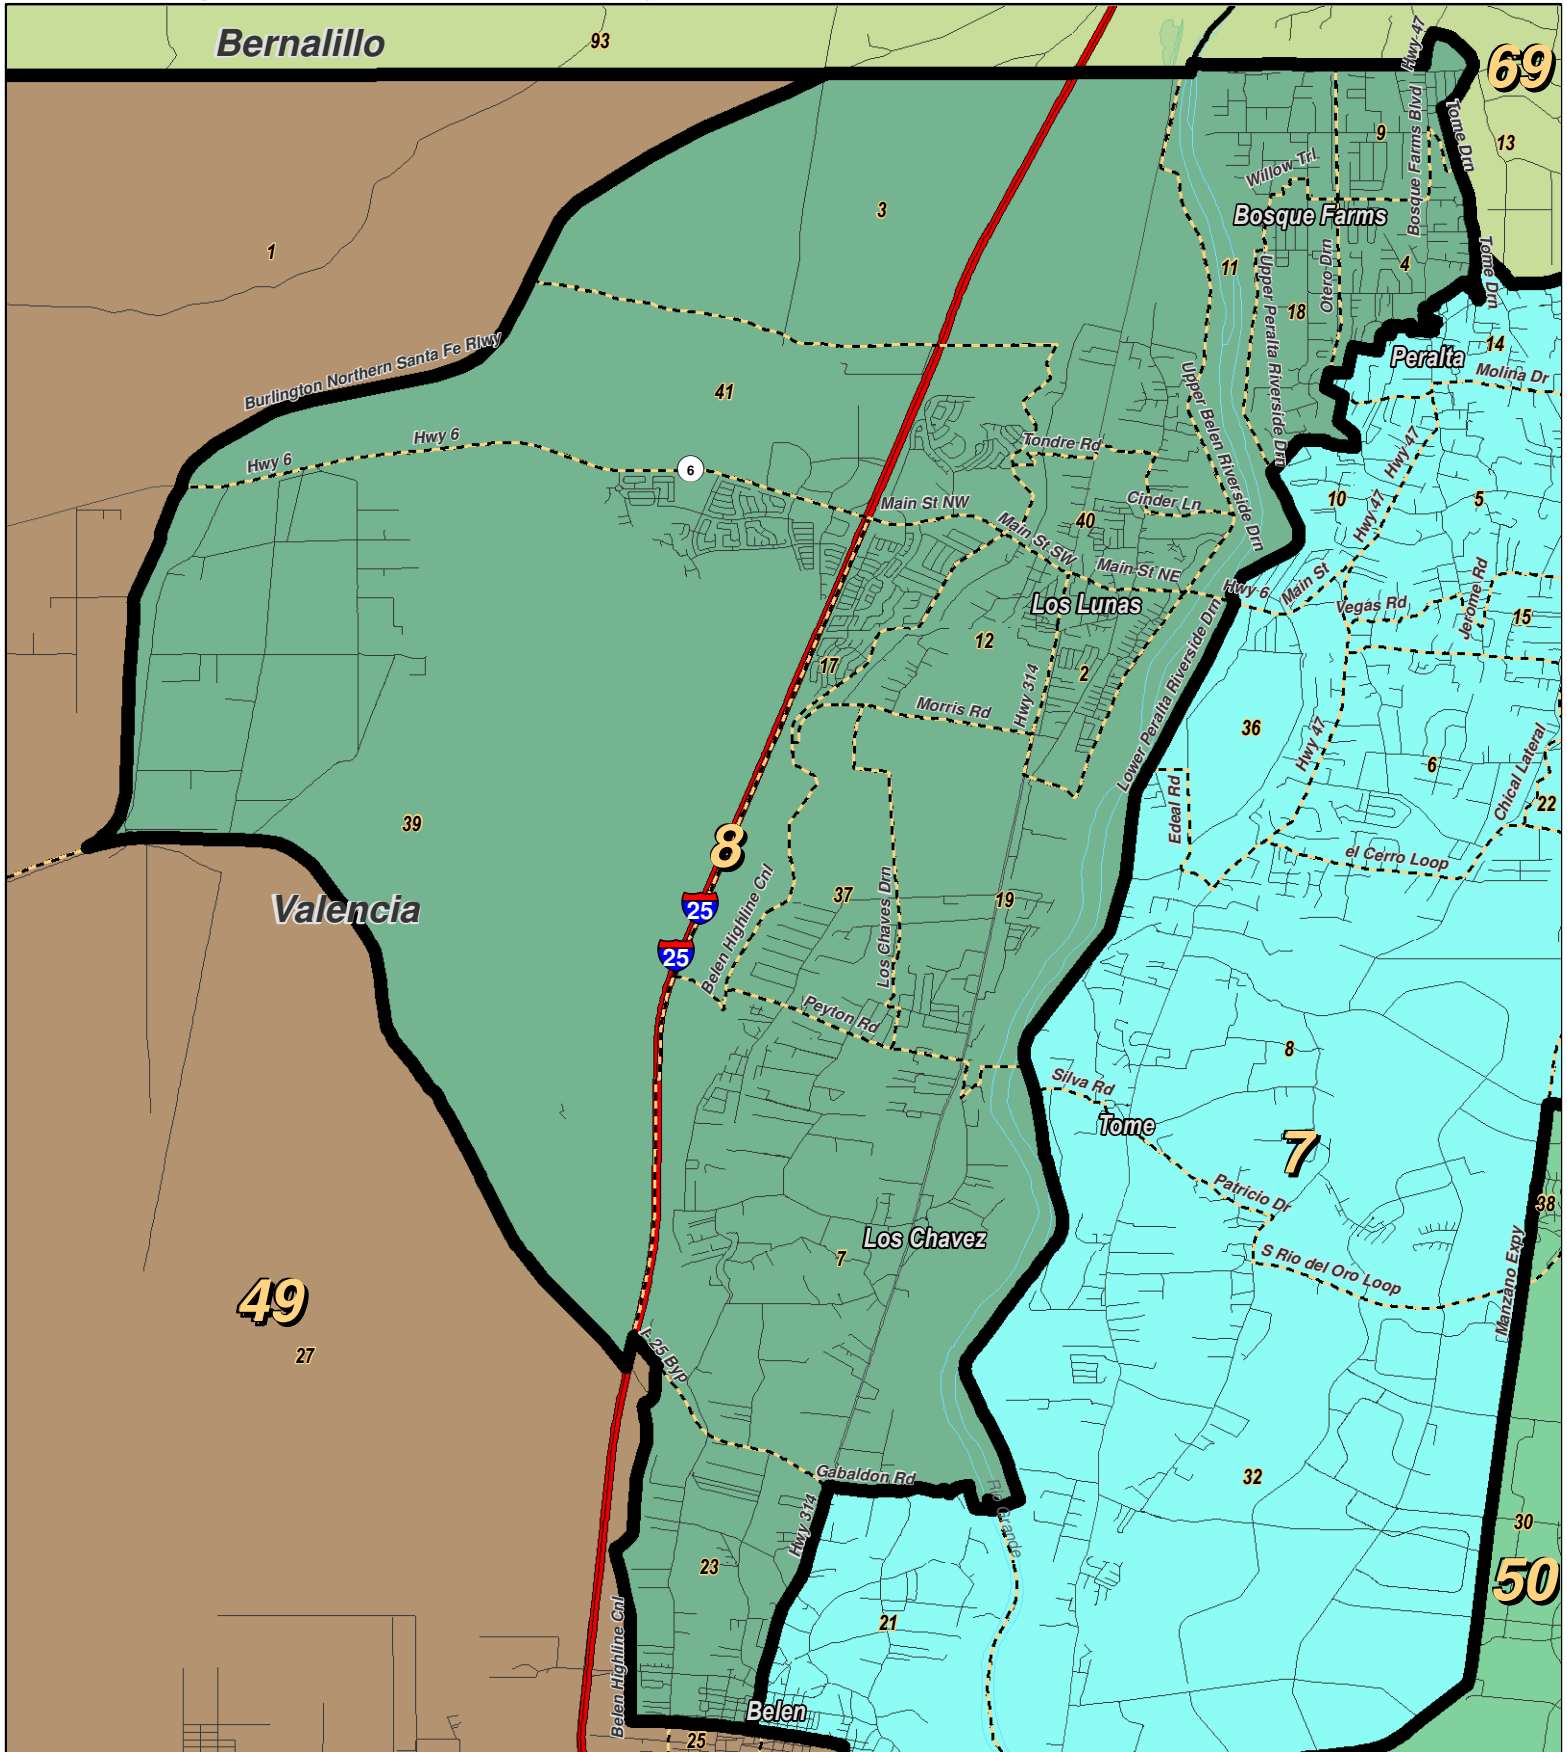 Bernalillo
93
Hwy 47
69
9
Bosque Farms Blvd
Tome Drn
13
Willow Trl
3
Bosque Farms
1
11
Upper Peralta Riverside Drn
Otero Drn
4
Tome Drn
18
Burlington Northern Santa Fe Rlwy
14
Peralta
Molina Dr
41
Upper Belen Riverside Drn
Hwy 6
Hwy 6
6
Tondre Rd
Hwy 47
Main St NW
Cinder Ln
10
5
Hwy 47
Main St SW
40
Main St NE
Hwy 6
Main St
Los Lunas
Vegas Rd
Jerome Rd
15
12
17
2
Hwy 314
Morris Rd
Lower Peralta Riverside Drn
36
Hwy 47
6
Chical Lateral
22
Edeal Rd
39
8
el Cerro Loop
Valencia
25
25
Belen Highline Cnl
37
Los Chaves Drn
19
Peyton Rd
8
Silva Rd
Tome
7
Patricio Dr
38
Los Chavez
7
S Rio del Oro Loop
Manzano Expy
49
27
I- 25 Byp
Gabaldon Rd
32
Rio Grande
Hwy 314
30
23
50
Belen Highline Cnl
21
Belen
25